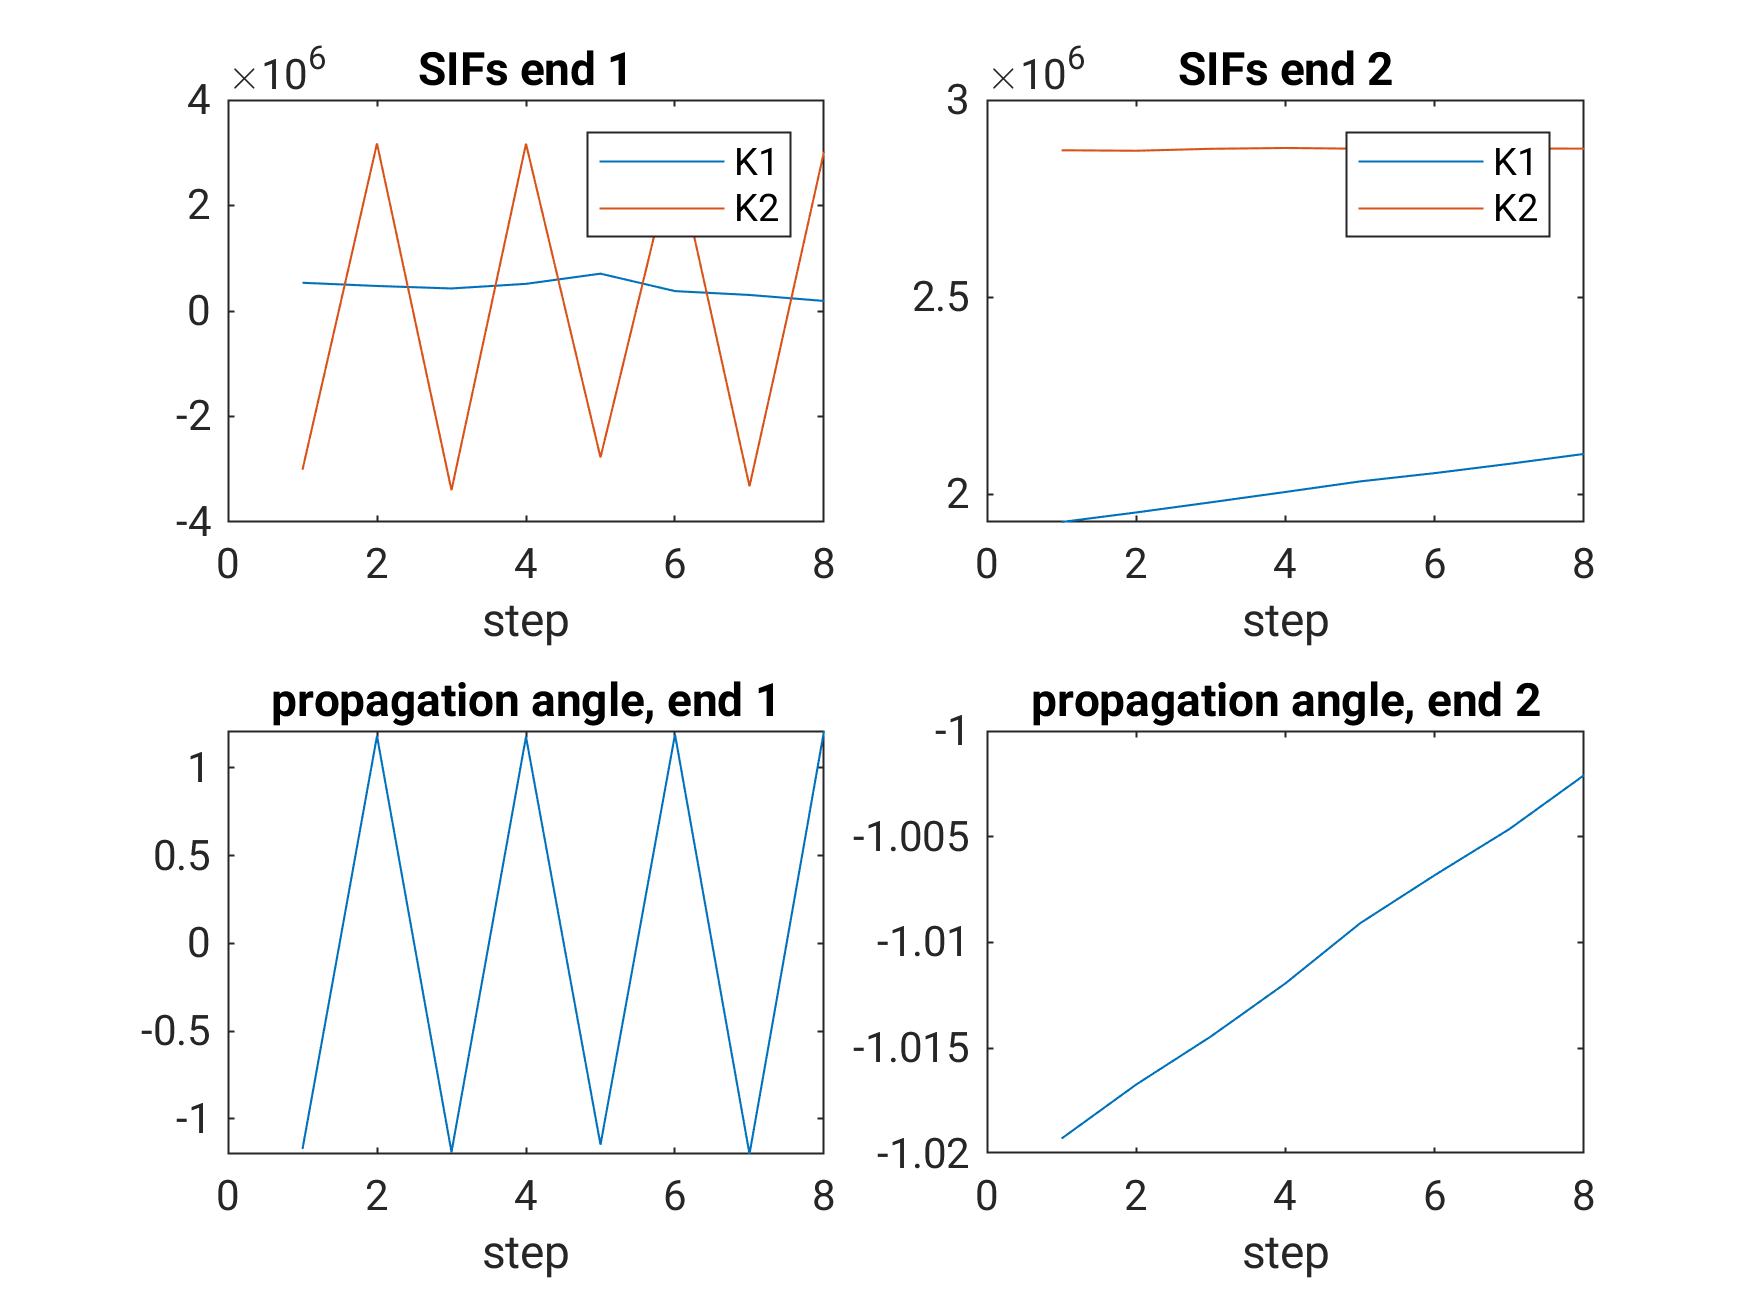 SIFs end 1
×10^6
4
2
0
-2
-4
0 2 4 6 8
step
K1
K2
SIFs end 2
×10^6
3
2.5
2
0 2 4 6 8
step
K1
K2
propagation angle, end 1
1
0.5
0
-0.5
-1
0 2 4 6 8
step
propagation angle, end 2
-1
-1.005
-1.01
-1.015
-1.02
0 2 4 6 8
step